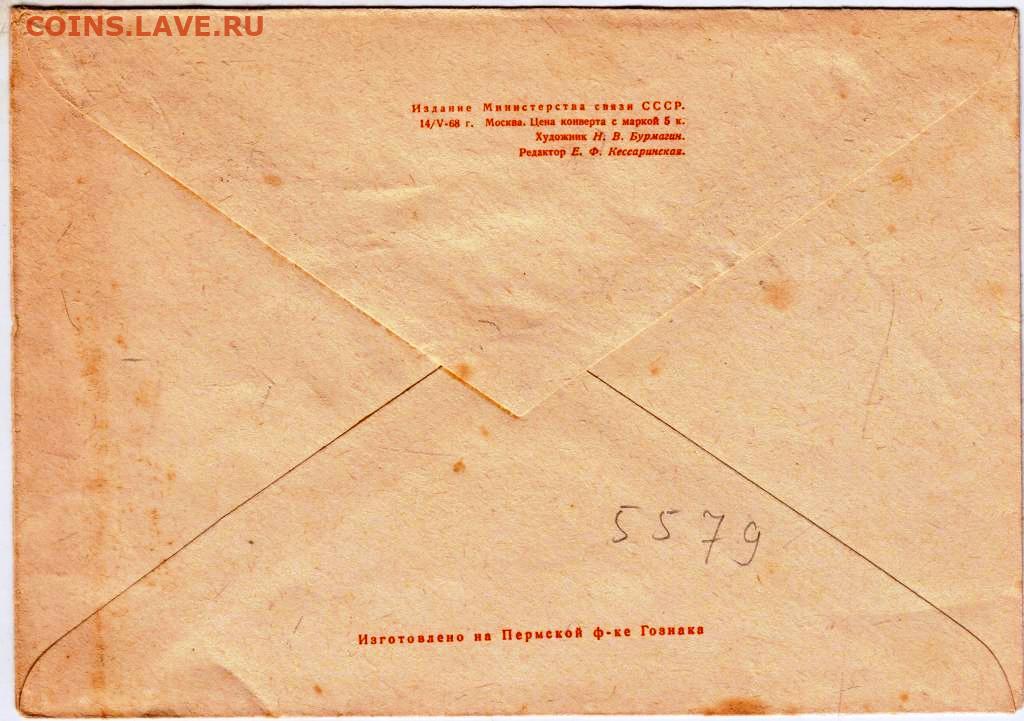 COINS.LAVE.RU
Издание Министерства связи СССР.
14/V-68 г. Москва. Цена конверта с маркой 5 к.
Художник Н. В. Бурмагин.
Редактор Е. Ф. Кессаринская.
5579
Изготовлено на Пермской ф-ке Гознака